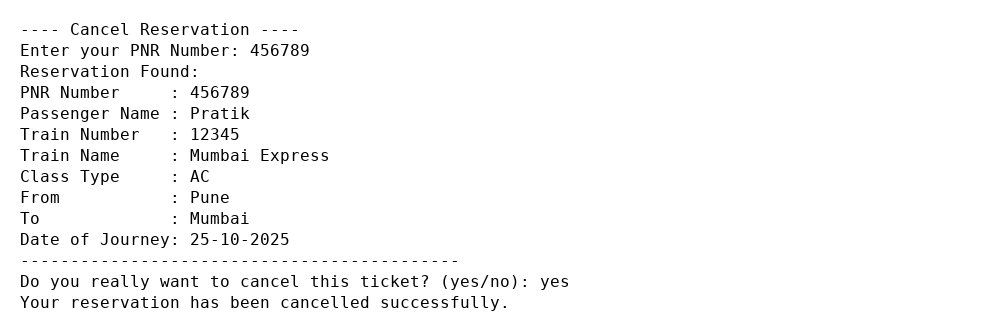 ---- Cancel Reservation ----
Enter your PNR Number: 456789
Reservation Found:
PNR Number     : 456789
Passenger Name : Pratik
Train Number   : 12345
Train Name     : Mumbai Express
Class Type     : AC
From           : Pune
To             : Mumbai
Date of Journey: 25-10-2025
--------------------------------------------
Do you really want to cancel this ticket? (yes/no): yes
Your reservation has been cancelled successfully.